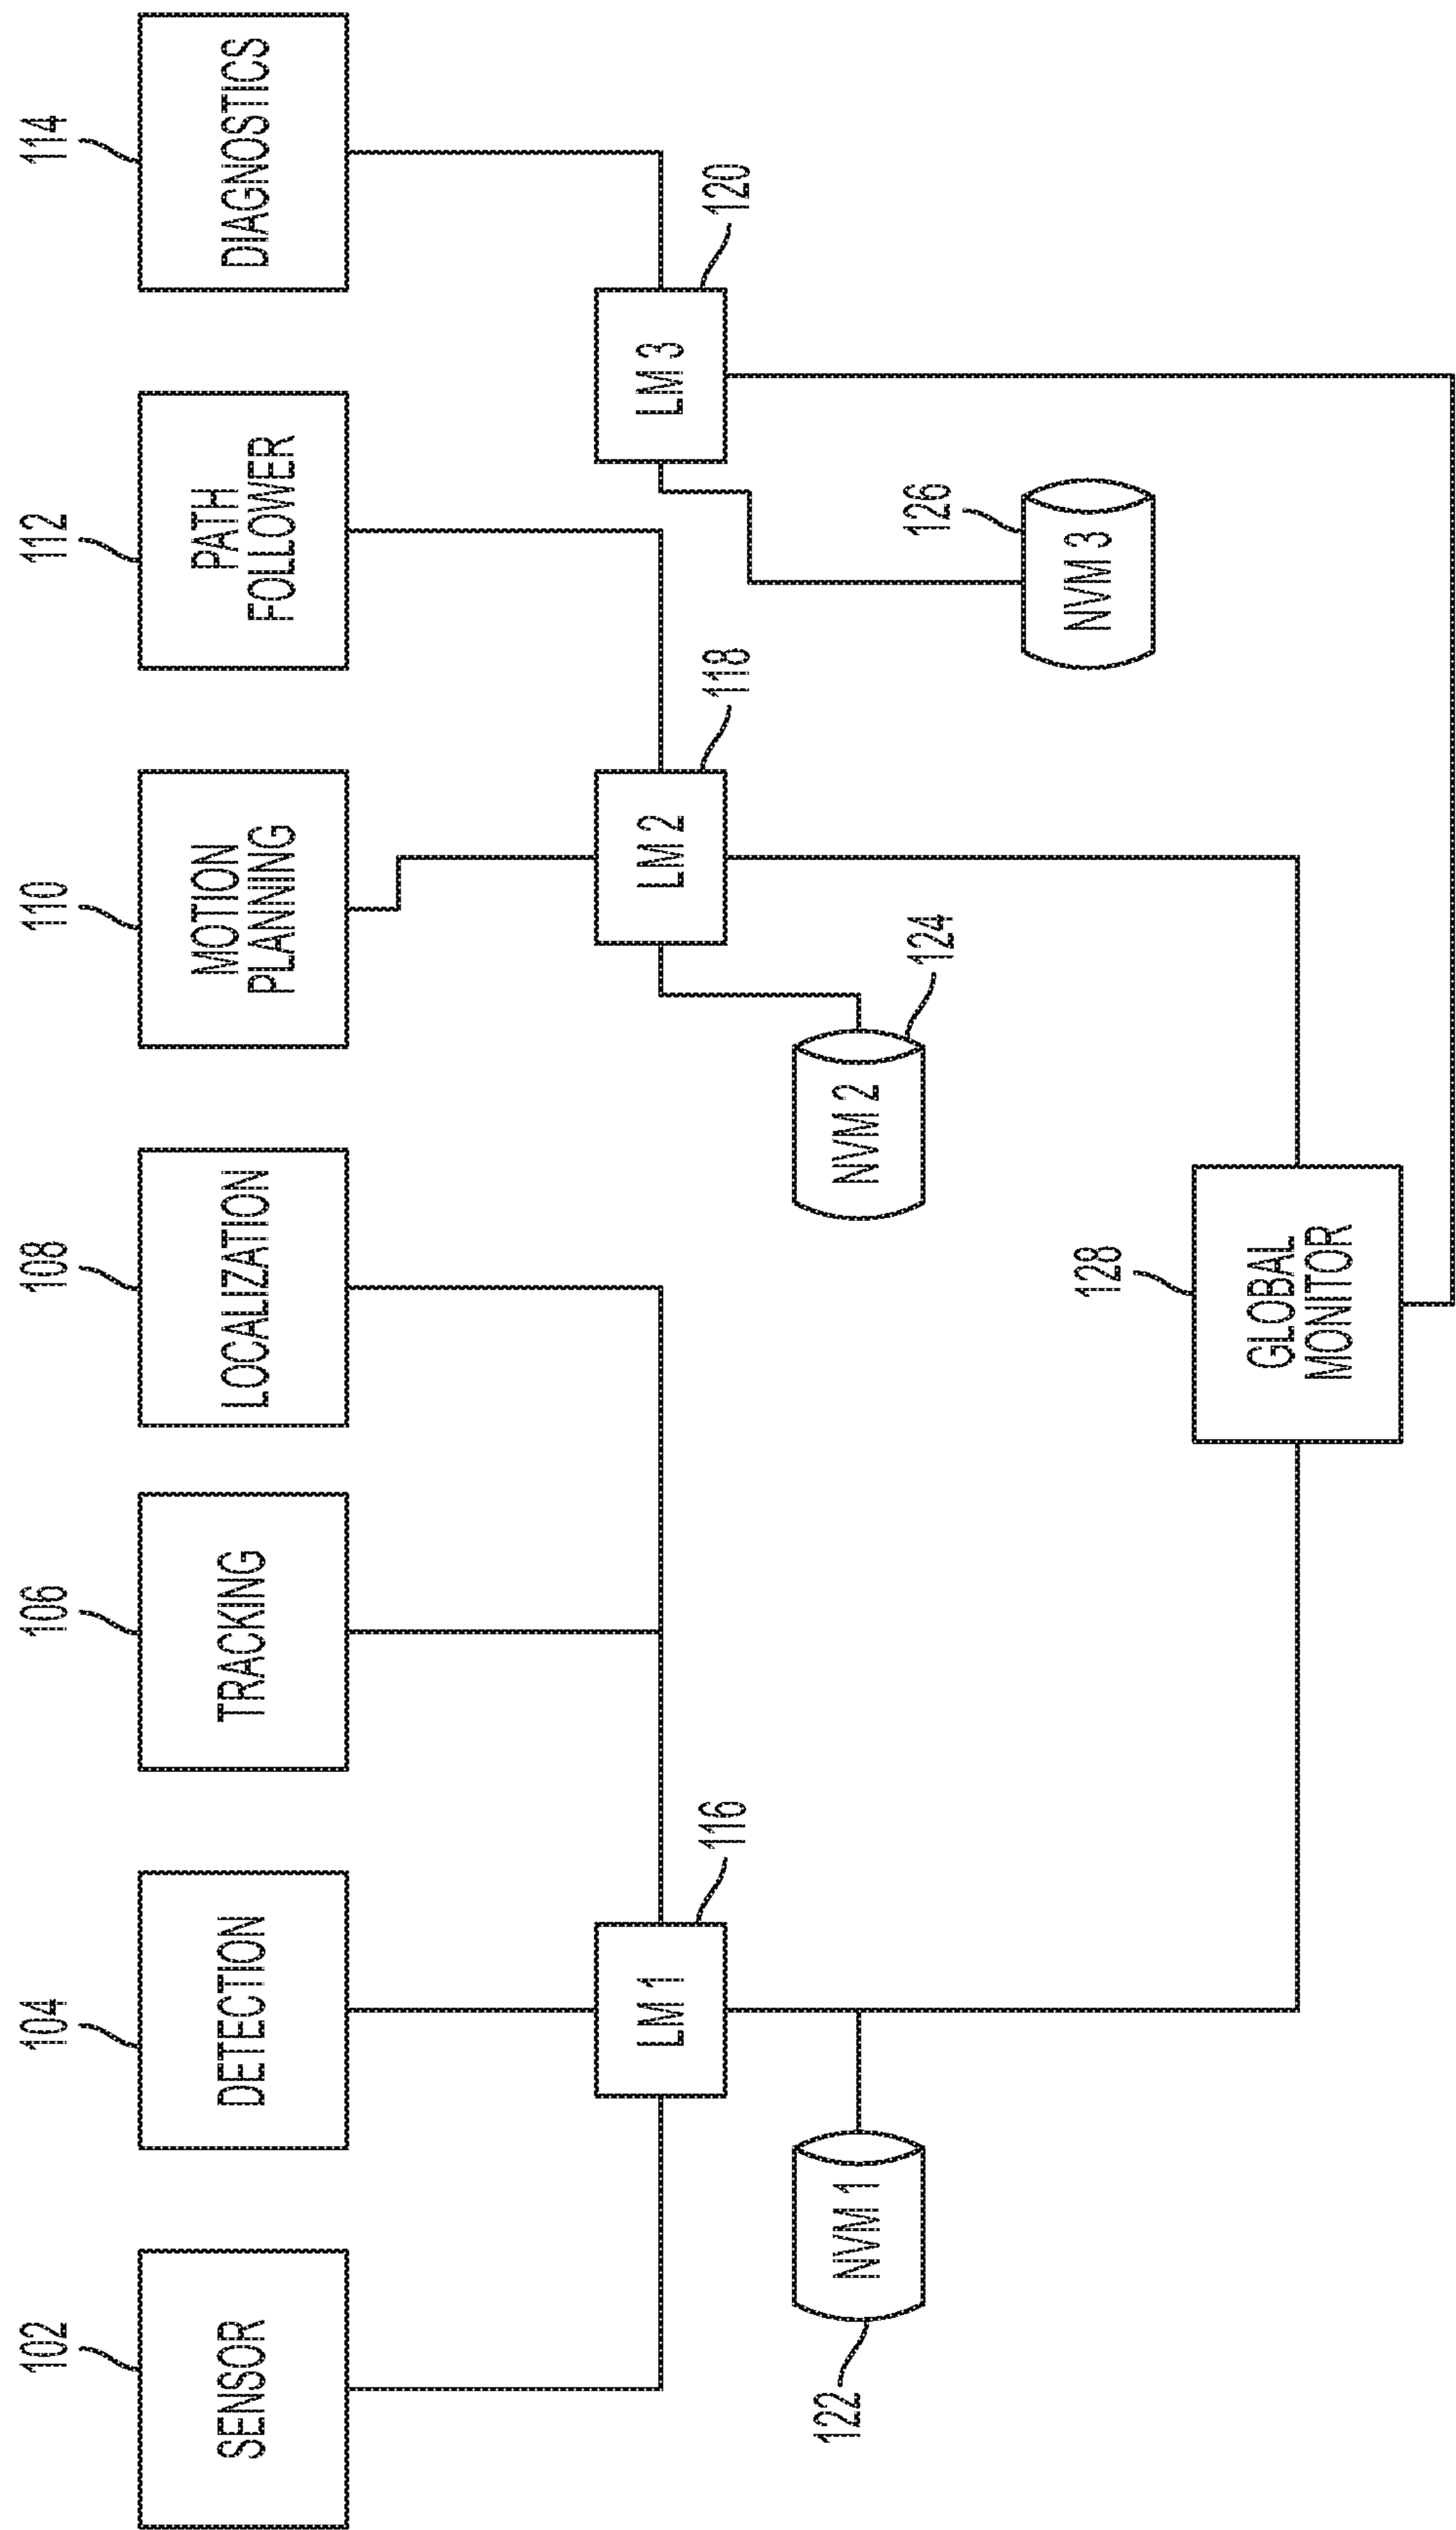 102
104
106
108
110
112
114
SENSOR
DETECTION
TRACKING
LOCALIZATION
MOTION
PLANNING
PATH
FOLLOWER
DIAGNOSTICS
LM 1
116
LM 2
118
LM 3
120
122
NVM 1
NVM 2
124
NVM 3
126
128
GLOBAL
MONITOR